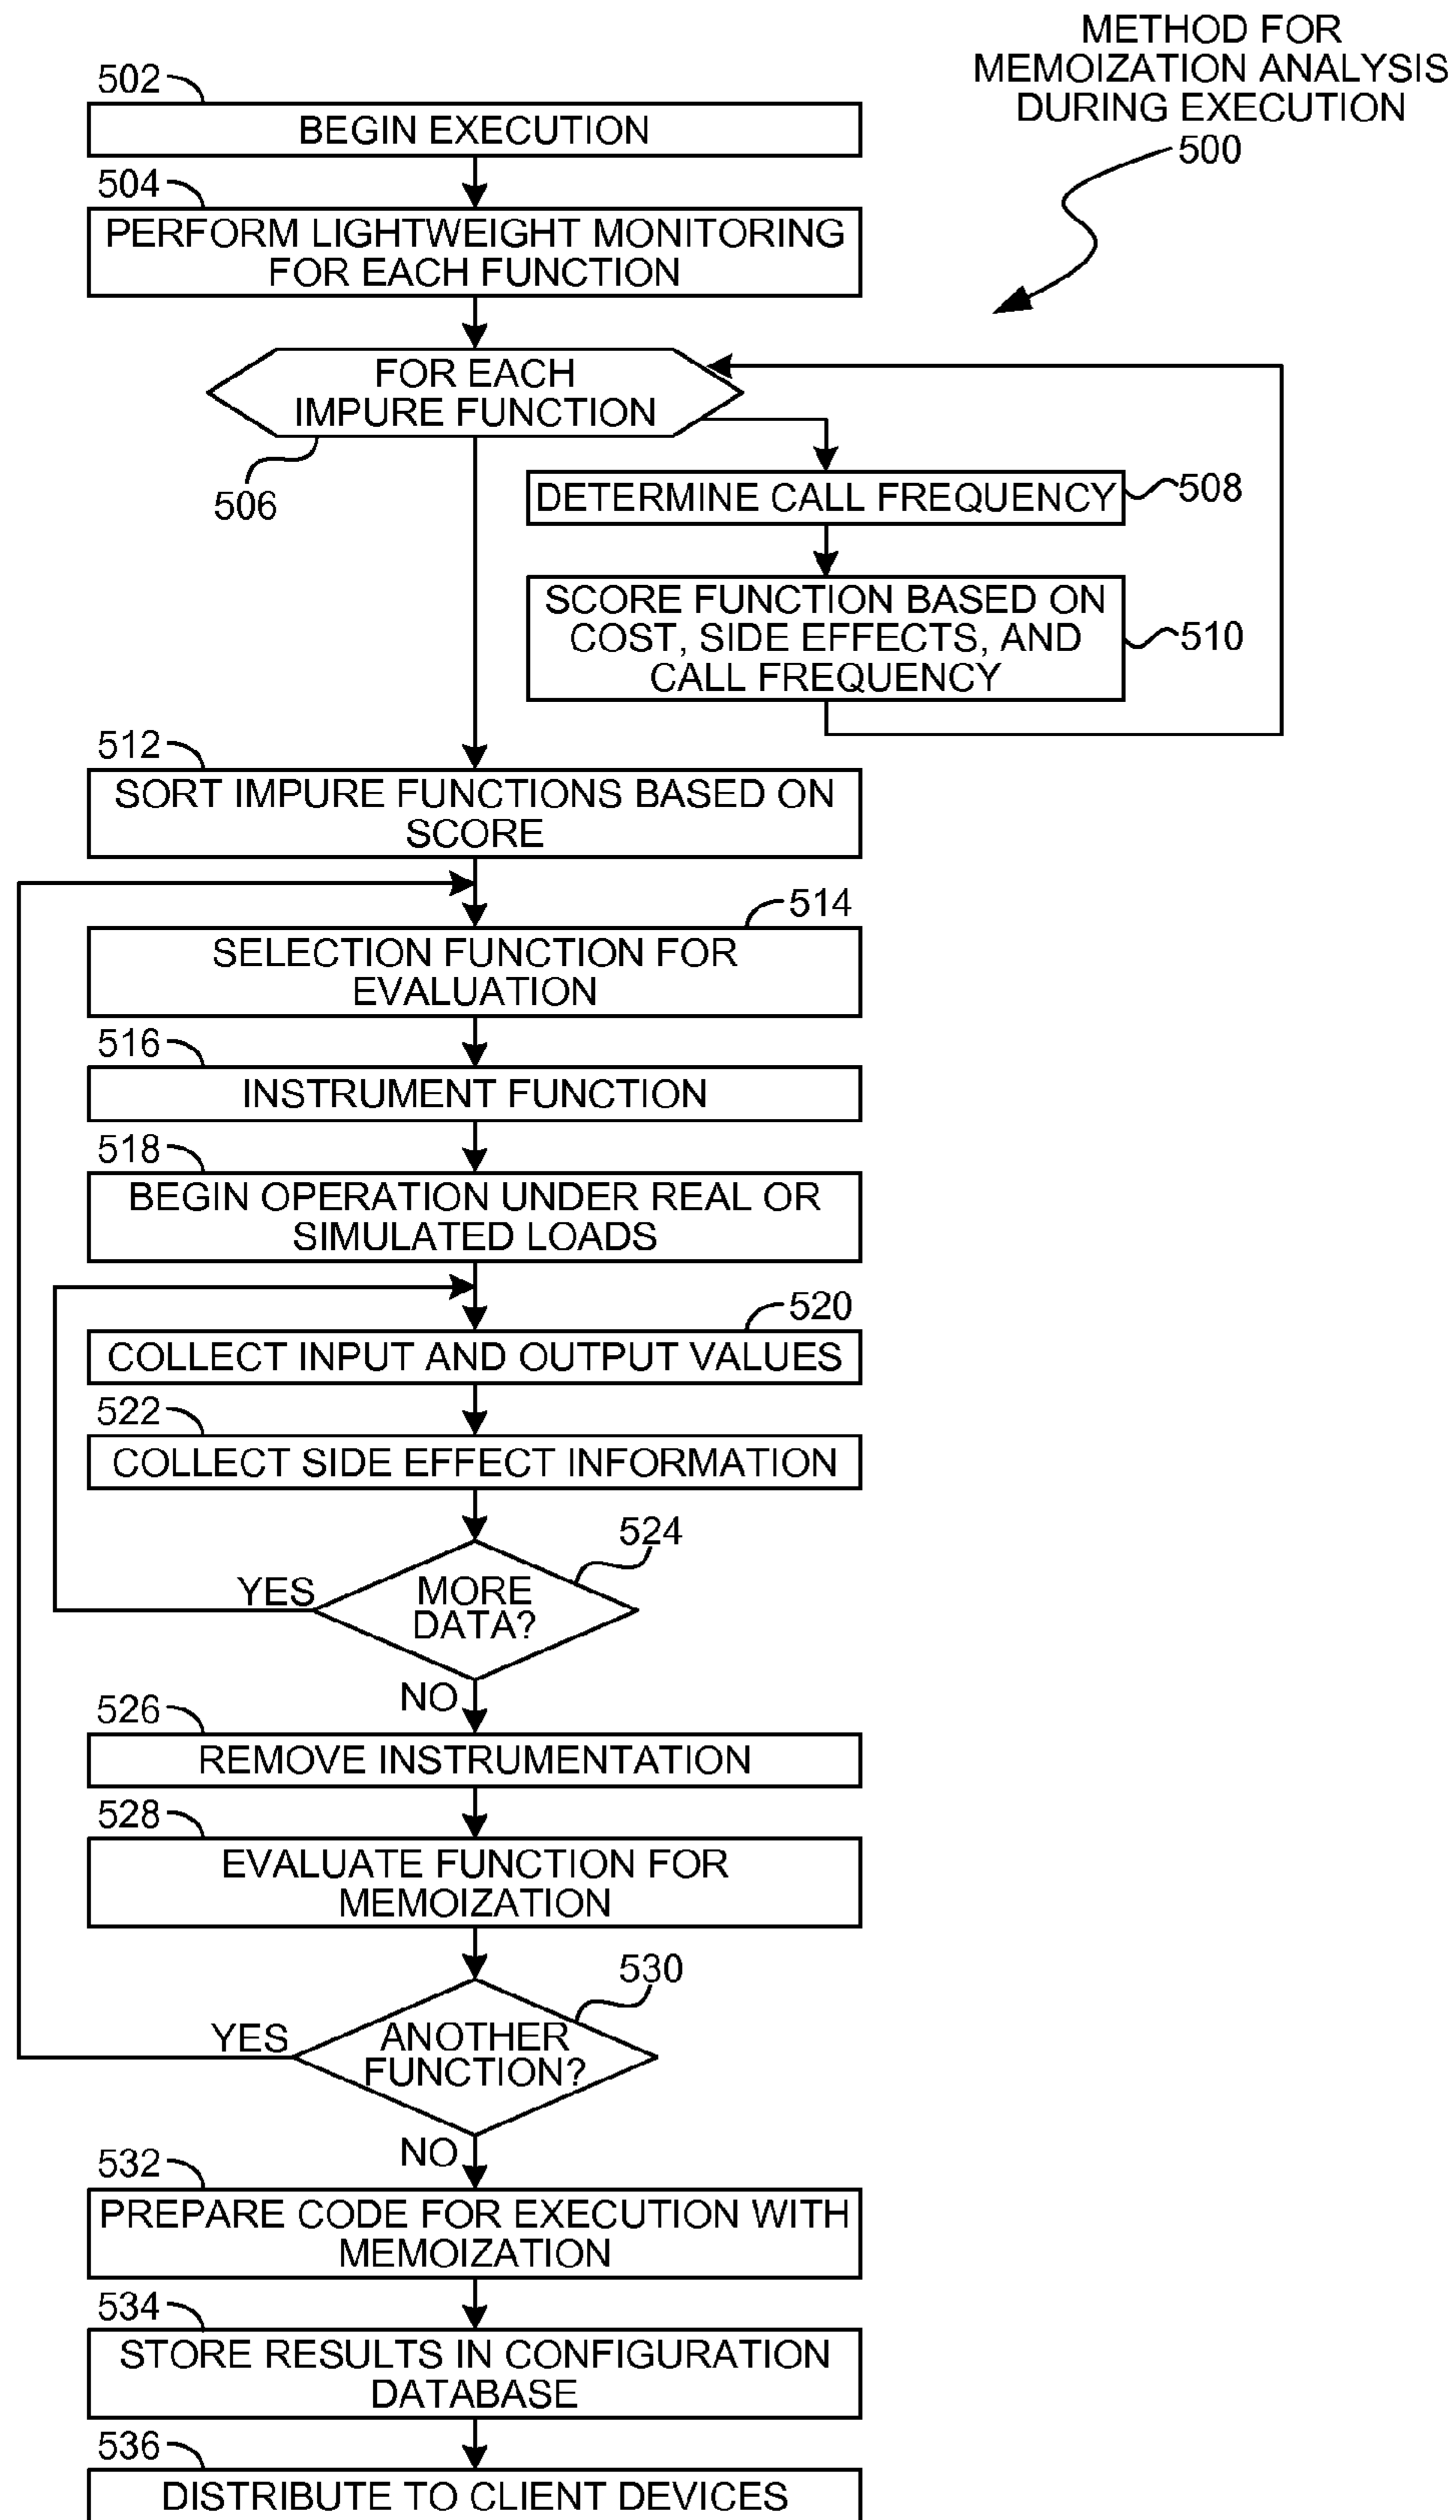 METHOD FOR
MEMOIZATION ANALYSIS
DURING EXECUTION
500
502
BEGIN EXECUTION
504
PERFORM LIGHTWEIGHT MONITORING
FOR EACH FUNCTION
FOR EACH
IMPURE FUNCTION
506
DETERMINE CALL FREQUENCY
508
SCORE FUNCTION BASED ON
COST, SIDE EFFECTS, AND
CALL FREQUENCY
510
512
SORT IMPURE FUNCTIONS BASED ON
SCORE
514
SELECTION FUNCTION FOR
EVALUATION
516
INSTRUMENT FUNCTION
518
BEGIN OPERATION UNDER REAL OR
SIMULATED LOADS
520
COLLECT INPUT AND OUTPUT VALUES
522
COLLECT SIDE EFFECT INFORMATION
524
YES
MORE
DATA?
NO
526
REMOVE INSTRUMENTATION
528
EVALUATE FUNCTION FOR
MEMOIZATION
530
YES
ANOTHER
FUNCTION?
NO
532
PREPARE CODE FOR EXECUTION WITH
MEMOIZATION
534
STORE RESULTS IN CONFIGURATION
DATABASE
536
DISTRIBUTE TO CLIENT DEVICES